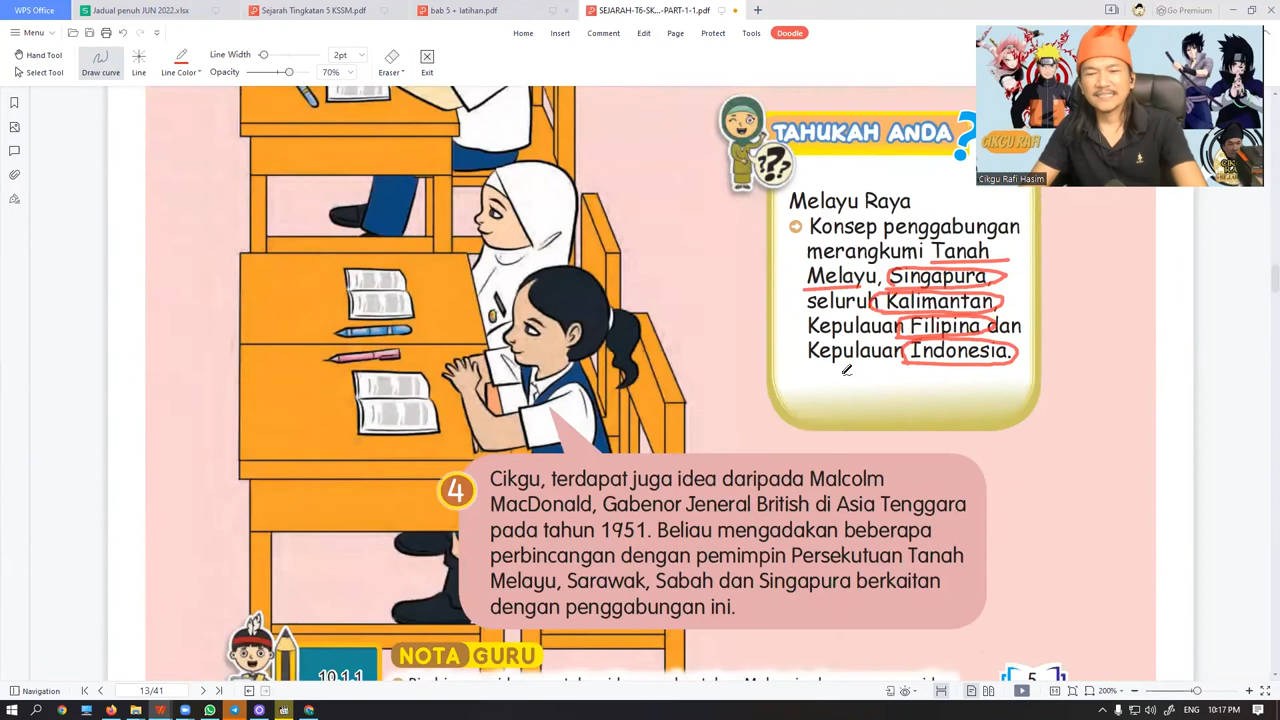 WPS Office
Jadual penuh JUN 2022.xlsx
Sejarah Tingkatan 5 KSSM.pdf
bab 5 + latihan.pdf
SEJARAH-T6-SK...-PART-1-1.pdf
Go Premium
Menu
Home
Insert
Comment
Edit
Page
Protect
Tools
Doodle
Hand Tool
Select Tool
Draw curve
Line
Line Width
2pt
Line Color
Opacity
70%
Eraser
Exit
CIKGU RAFI
Cikgu Rafi Hasim
TAHUKAH ANDA?
???
Melayu Raya
Konsep penggabungan
merangkumi Tanah
Melayu, Singapura,
seluruh Kalimantan,
Kepulauan Filipina dan
Kepulauan Indonesia.
4
Cikgu, terdapat juga idea daripada Malcolm
MacDonald, Gabenor Jeneral British di Asia Tenggara
pada tahun 1951. Beliau mengadakan beberapa
perbincangan dengan pemimpin Persekutuan Tanah
Melayu, Sarawak, Sabah dan Singapura berkaitan
dengan penggabungan ini.
10.1.1
NOTA GURU
5
Navigation
13/41
200%
ENG
10:17 PM